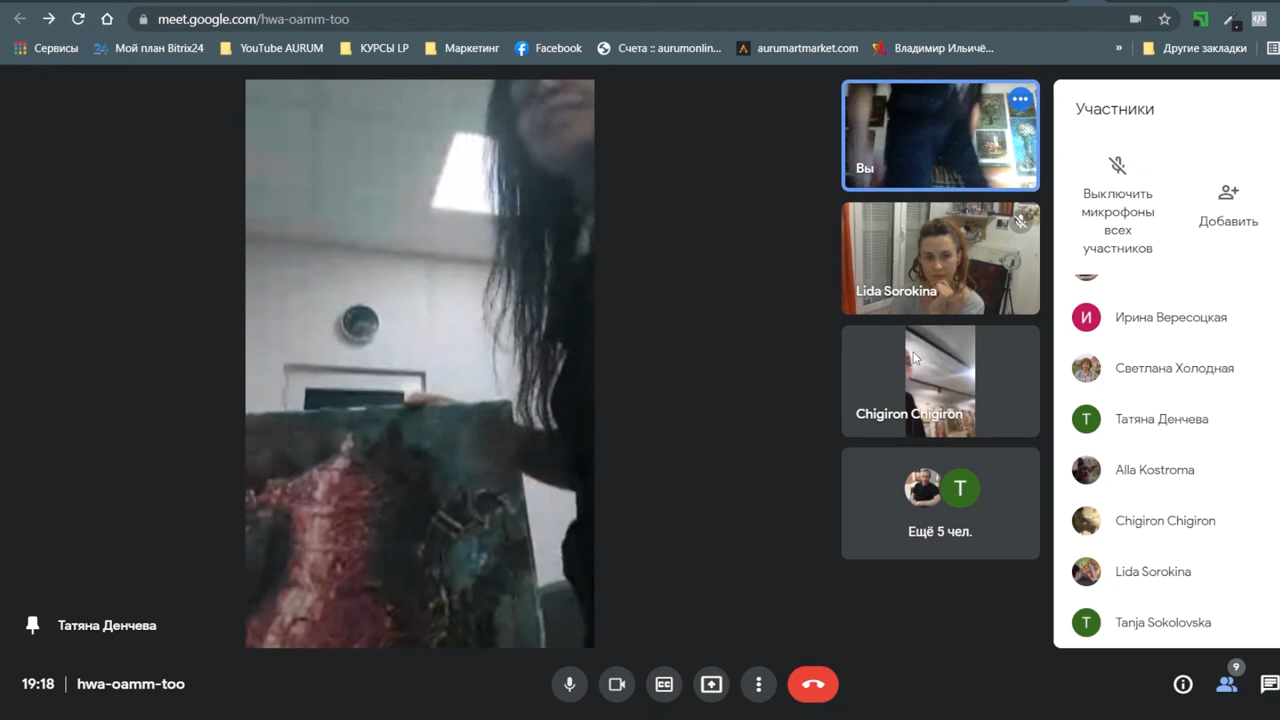 meet.google.com/hwa-oamm-too
Сервисы
24 Мой план Bitrix24
YouTube AURUM
КУРСЫ LP
Маркетинг
Facebook
Счета :: aurumonlin...
aurumartmarket.com
Владимир Ильичё...
»
Другие закладки
Вы
Lida Sorokina
Chigiron Chigiron
Т
Ещё 5 чел.
Участники
Выключить
микрофоны
всех
участников
Добавить
И Ирина Вересоцкая
Светлана Холодная
Т Татяна Денчева
Alla Kostroma
Chigiron Chigiron
Lida Sorokina
T Tanja Sokolovska
Татяна Денчева
19:18 | hwa-oamm-too
CC
9